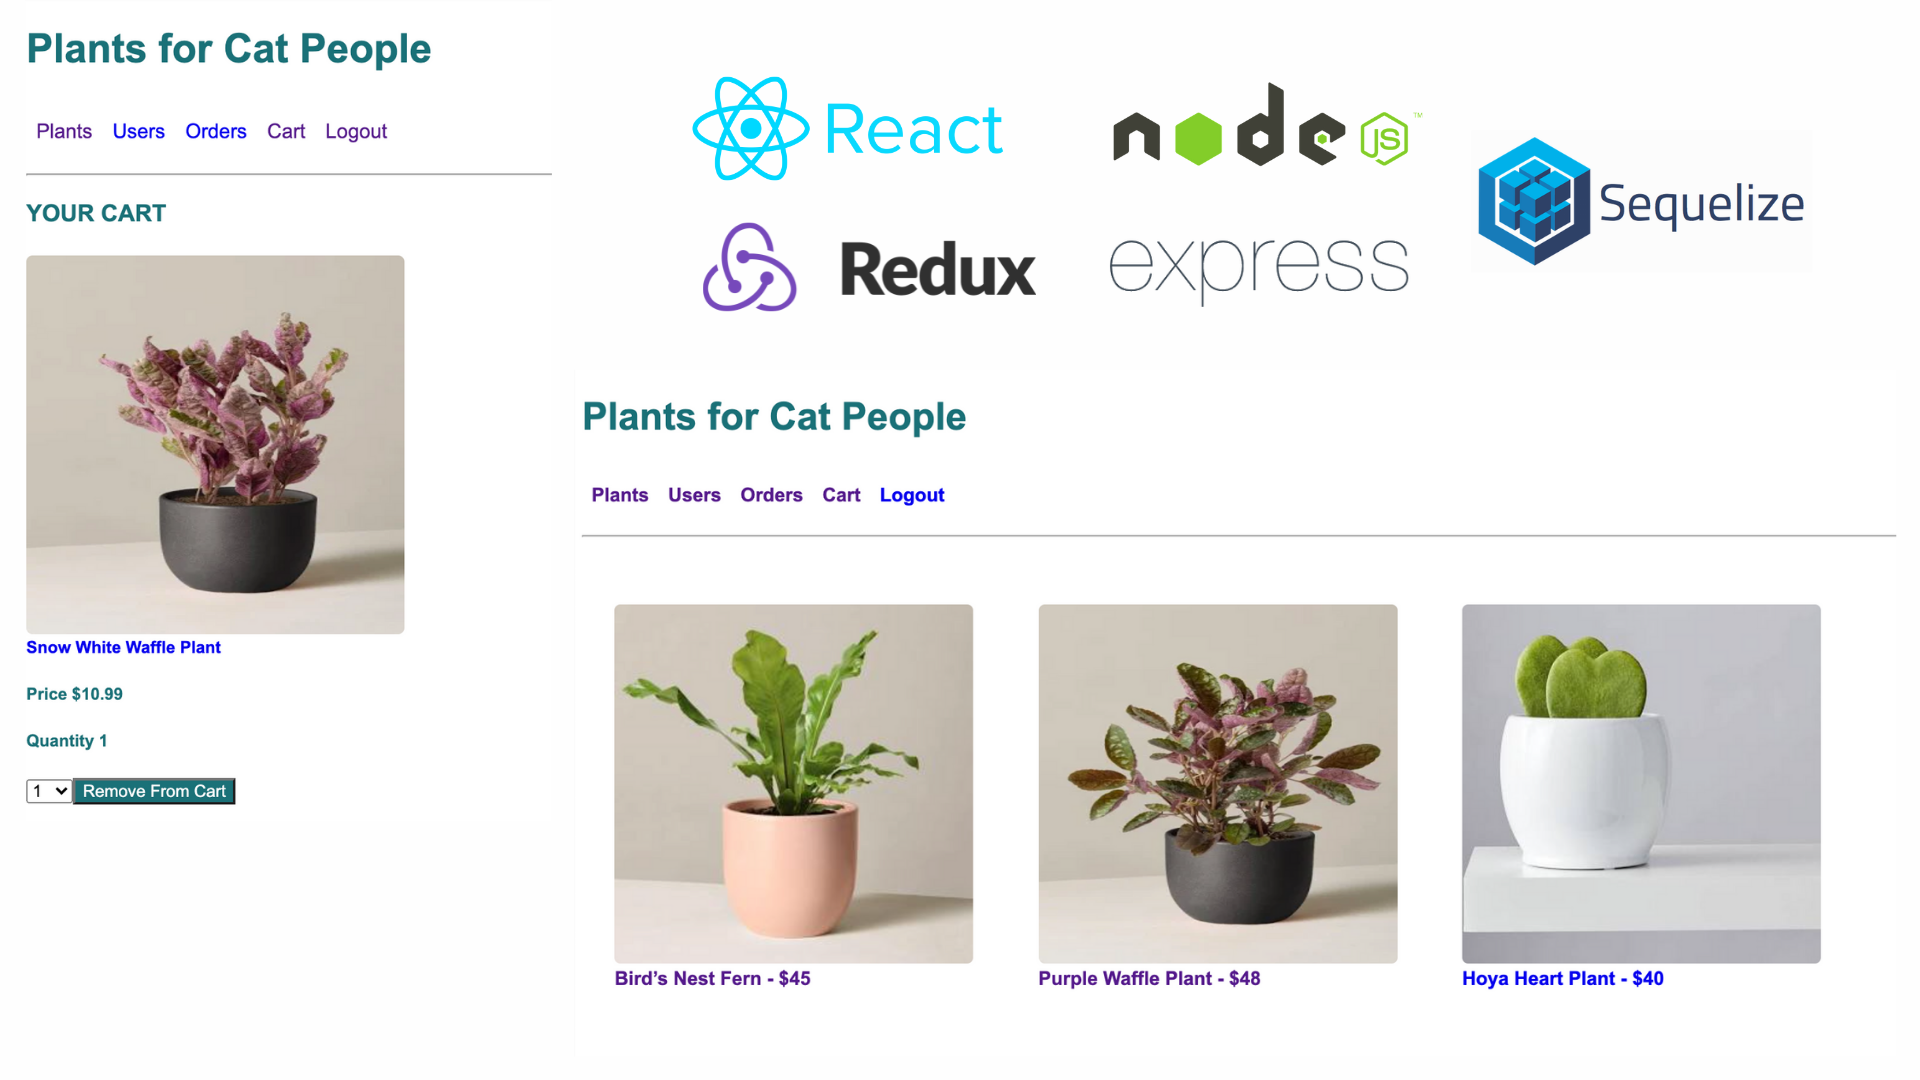 Plants for Cat People
Plants Users Orders Cart Logout
YOUR CART
Snow White Waffle Plant
Price $10.99
Quantity 1
1 Remove From Cart
React
node JS ™
Redux
express
Sequelize
Plants for Cat People
Plants Users Orders Cart Logout
Bird’s Nest Fern - $45
Purple Waffle Plant - $48
Hoya Heart Plant - $40